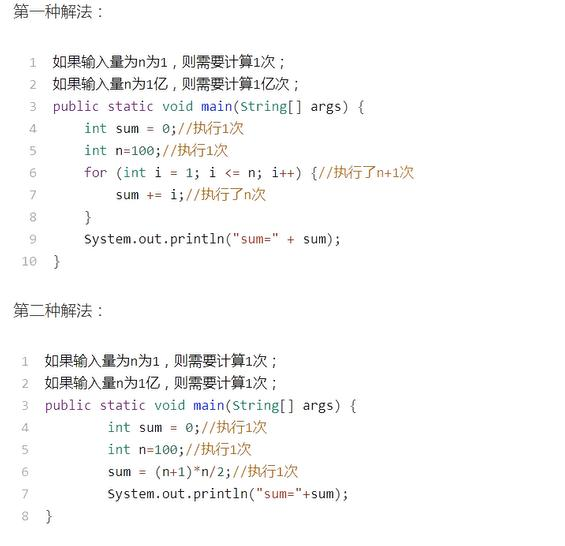 第一种解法：
1 如果输入量为n为1，则需要计算1次；
2 如果输入量n为1亿，则需要计算1亿次；
3 public static void main(String[] args) {
4     int sum = 0;//执行1次
5     int n=100;//执行1次
6     for (int i = 1; i <= n; i++) {//执行了n+1次
7         sum += i;//执行了n次
8     }
9     System.out.println("sum=" + sum);
10 }
第二种解法：
1 如果输入量为n为1，则需要计算1次；
2 如果输入量n为1亿，则需要计算1次；
3 public static void main(String[] args) {
4         int sum = 0;//执行1次
5         int n=100;//执行1次
6         sum = (n+1)*n/2;//执行1次
7         System.out.println("sum="+sum);
8 }